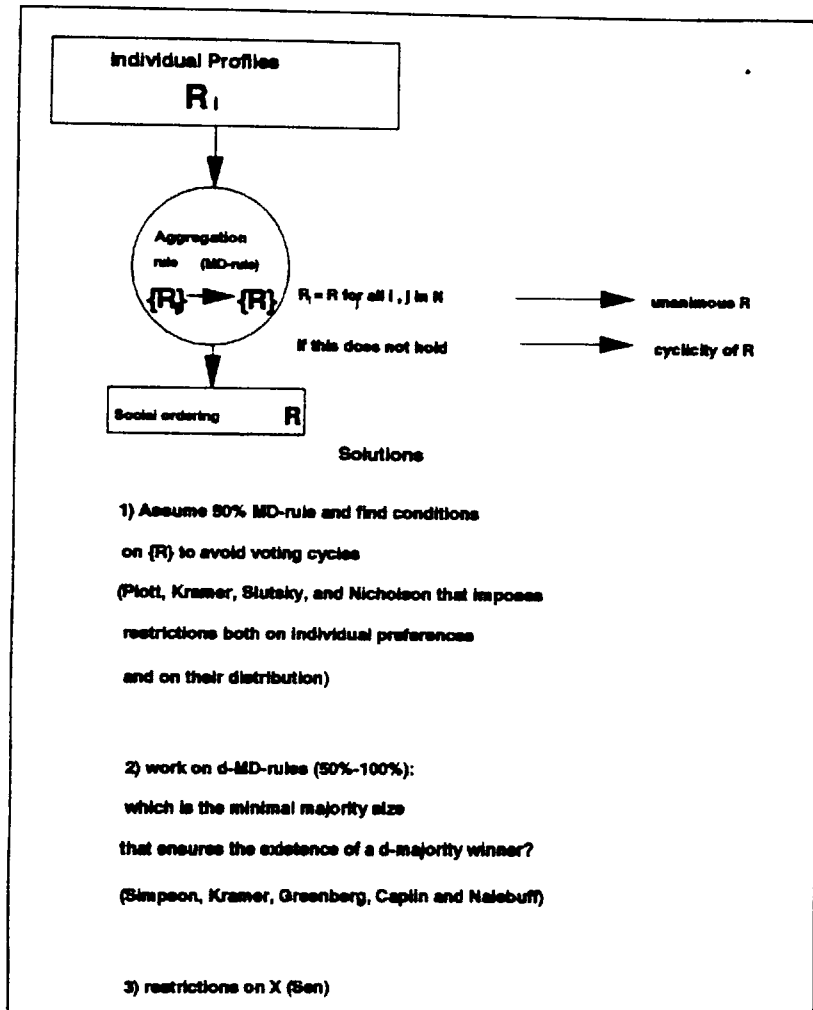 Individual Profiles
R i
Aggregation
rule (MD-rule)
{R} {R}
R i = R for all i , j in N
unanimous R
If this does not hold
cyclicity of R
Social ordering R
Solutions
1) Assume 50% MD-rule and find conditions
on {R} to avoid voting cycles
(Plott, Kramer, Slutsky, and Nicholson that imposes
restrictions both on individual preferences
and on their distribution)
2) work on d-MD-rules (50%-100%):
which is the minimal majority size
that ensures the existence of a d-majority winner?
(Simpson, Kramer, Greenberg, Caplin and Nalebuff)
3) restrictions on X (Sen)